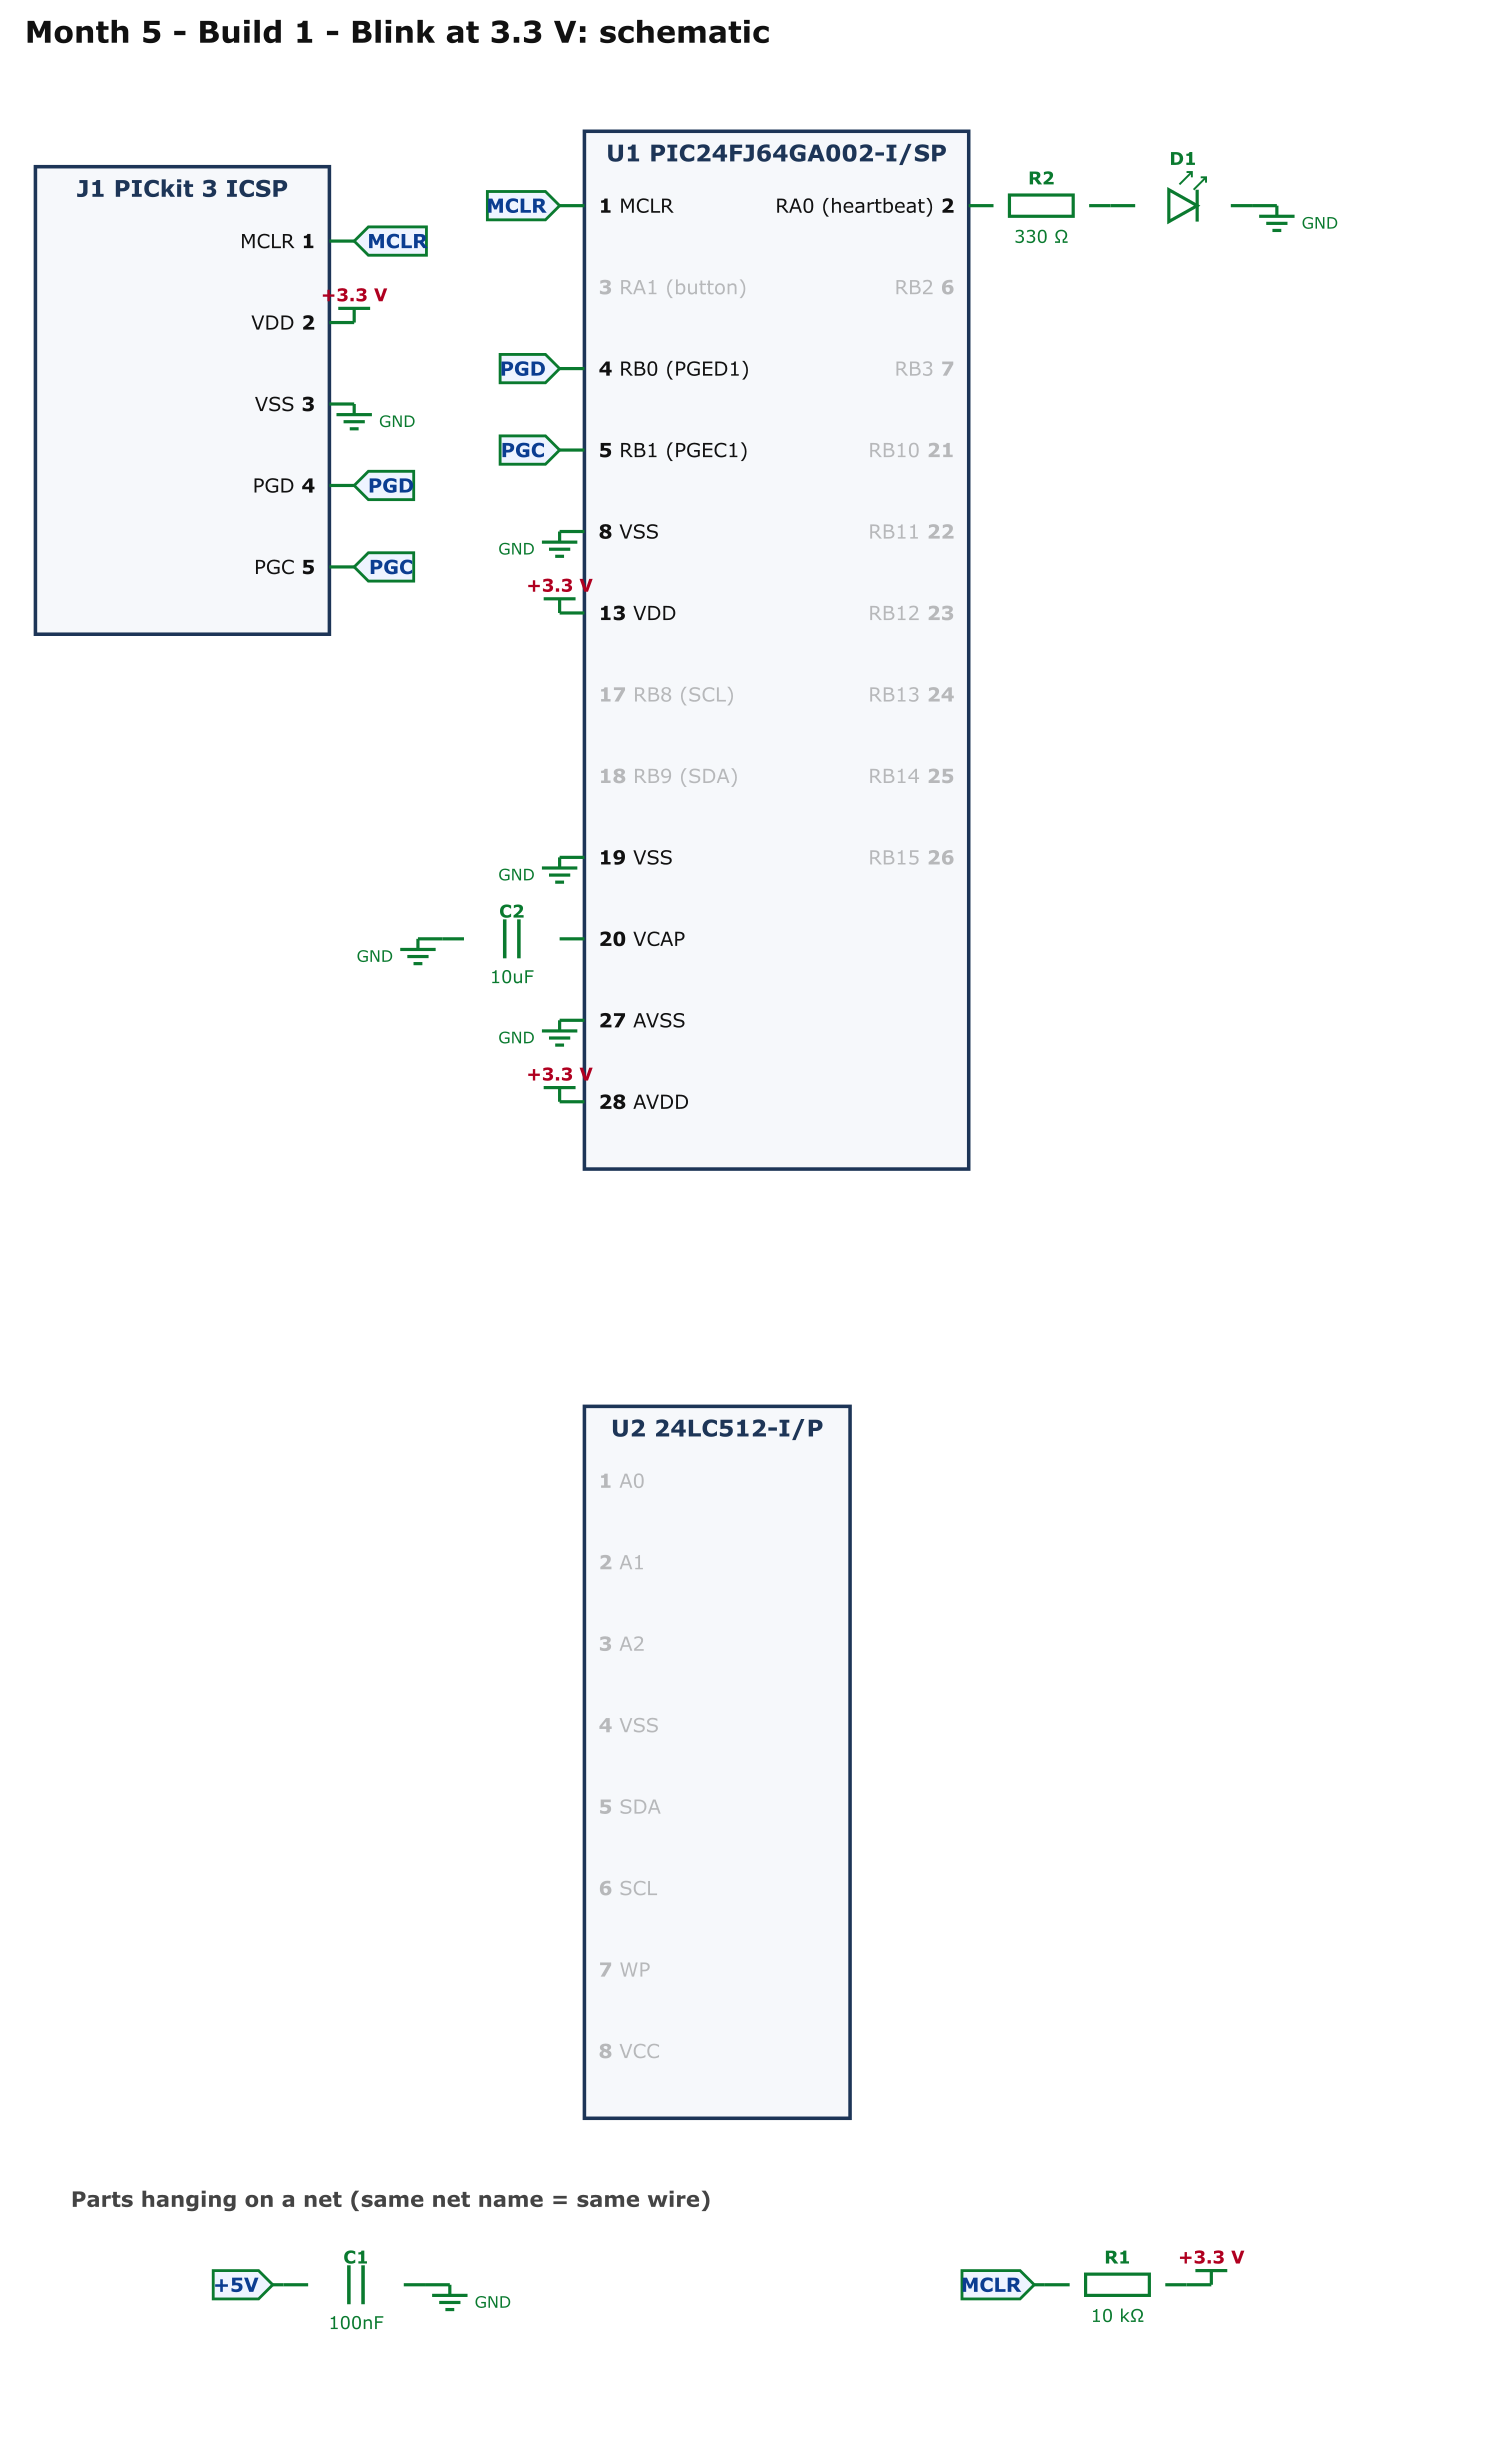 Month 5 - Build 1 - Blink at 3.3 V: schematic
J1 PICkit 3 ICSP
MCLR 1
MCLR
+3.3 V
VDD 2
VSS 3
GND
PGD 4
PGD
PGC 5
PGC
U1 PIC24FJ64GA002-I/SP
MCLR
1 MCLR
3 RA1 (button)
PGD
4 RB0 (PGED1)
PGC
5 RB1 (PGEC1)
8 VSS
GND
+3.3 V
13 VDD
17 RB8 (SCL)
18 RB9 (SDA)
19 VSS
GND
C2
20 VCAP
GND
10uF
27 AVSS
GND
+3.3 V
28 AVDD
RA0 (heartbeat) 2
RB2 6
RB3 7
RB10 21
RB11 22
RB12 23
RB13 24
RB14 25
RB15 26
R2
330 Ω
D1
GND
U2 24LC512-I/P
1 A0
2 A1
3 A2
4 VSS
5 SDA
6 SCL
7 WP
8 VCC
Parts hanging on a net (same net name = same wire)
C1
+5V
GND
100nF
R1
+3.3 V
MCLR
10 kΩ